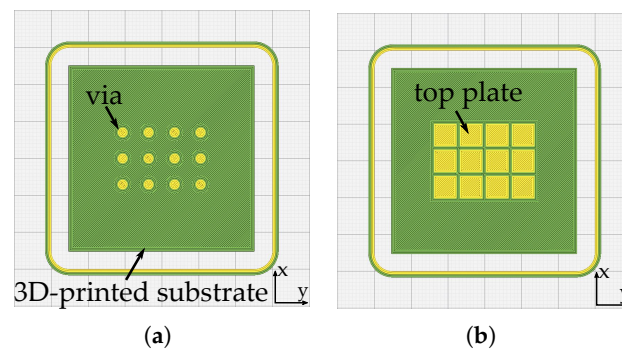 via
top plate
x
x
3D-printed substrate
y
y
(a)
(b)